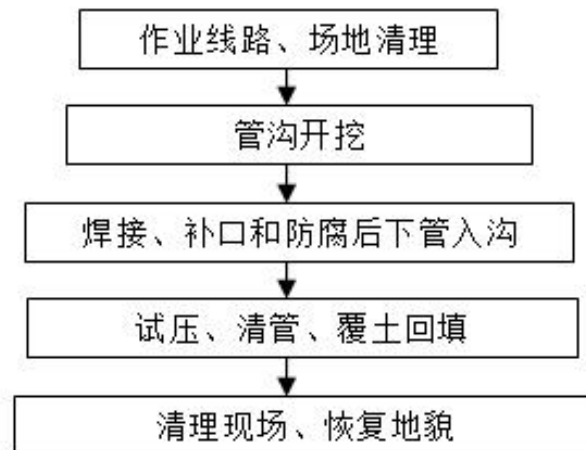 作业线路、场地清理
管沟开挖
焊接、补口和防腐后下管入沟
试压、清管、覆土回填
清理现场、恢复地貌